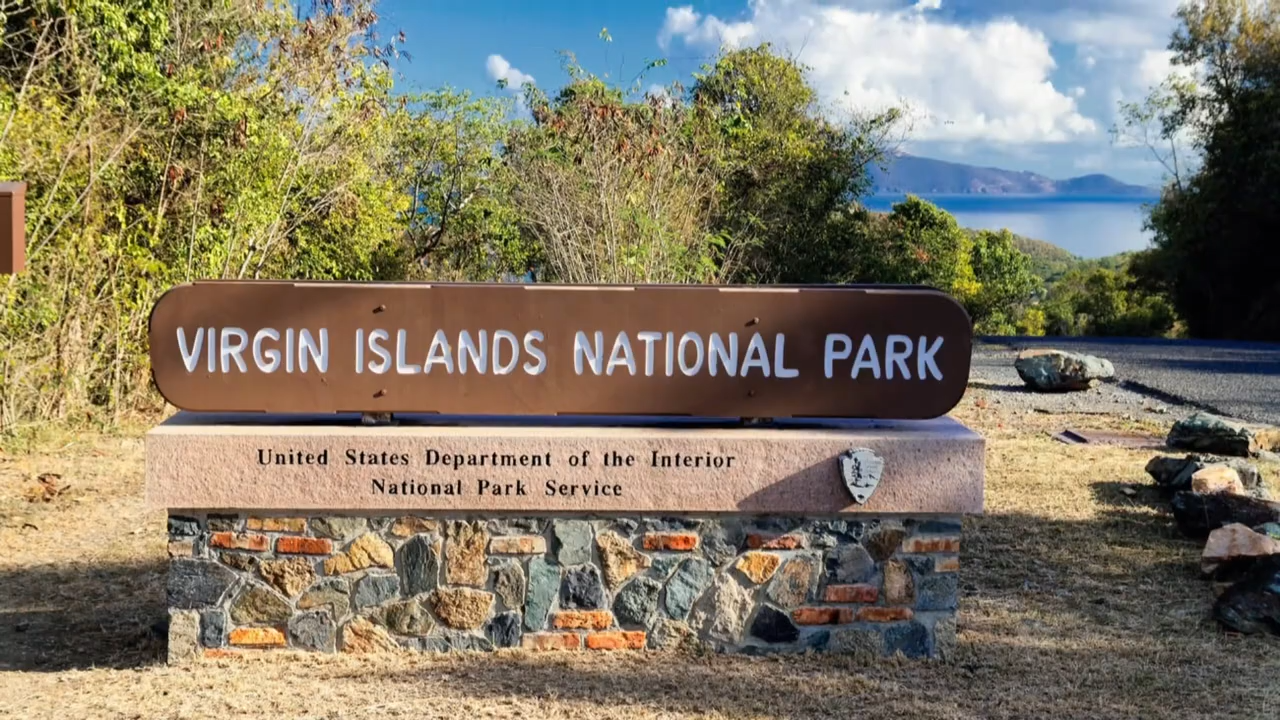 VIRGIN ISLANDS NATIONAL PARK
United States Department of the Interior
National Park Service